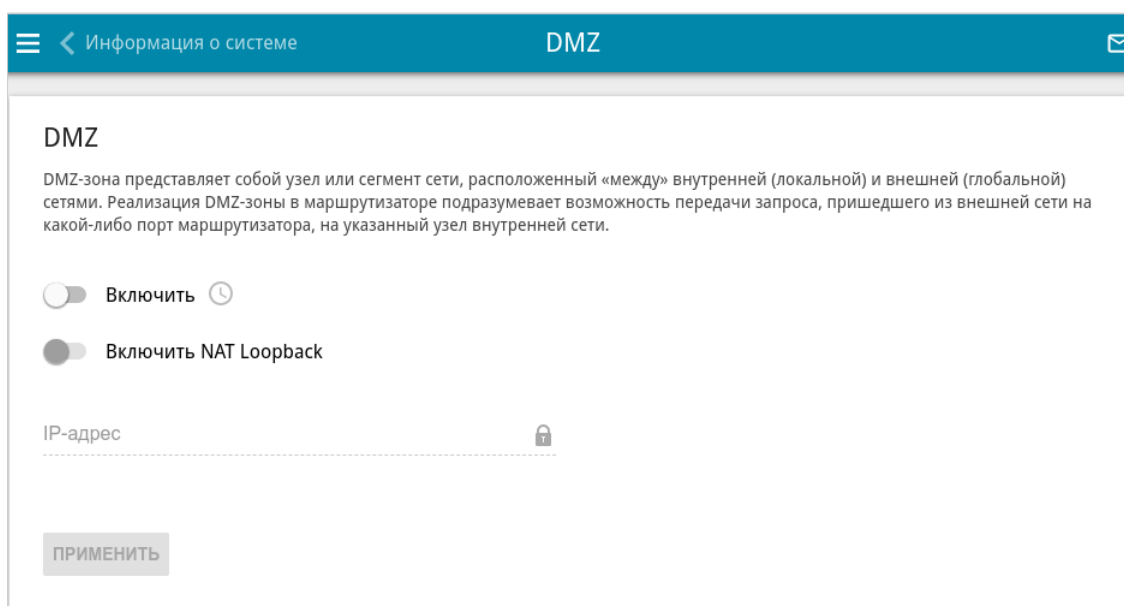 Информация о системе
DMZ
DMZ
DMZ-зона представляет собой узел или сегмент сети, расположенный «между» внутренней (локальной) и внешней (глобальной)
сетями. Реализация DMZ-зоны в маршрутизаторе подразумевает возможность передачи запроса, пришедшего из внешней сети на
какой-либо порт маршрутизатора, на указанный узел внутренней сети.
Включить
Включить NAT Loopback
IP-адрес
ПРИМЕНИТЬ